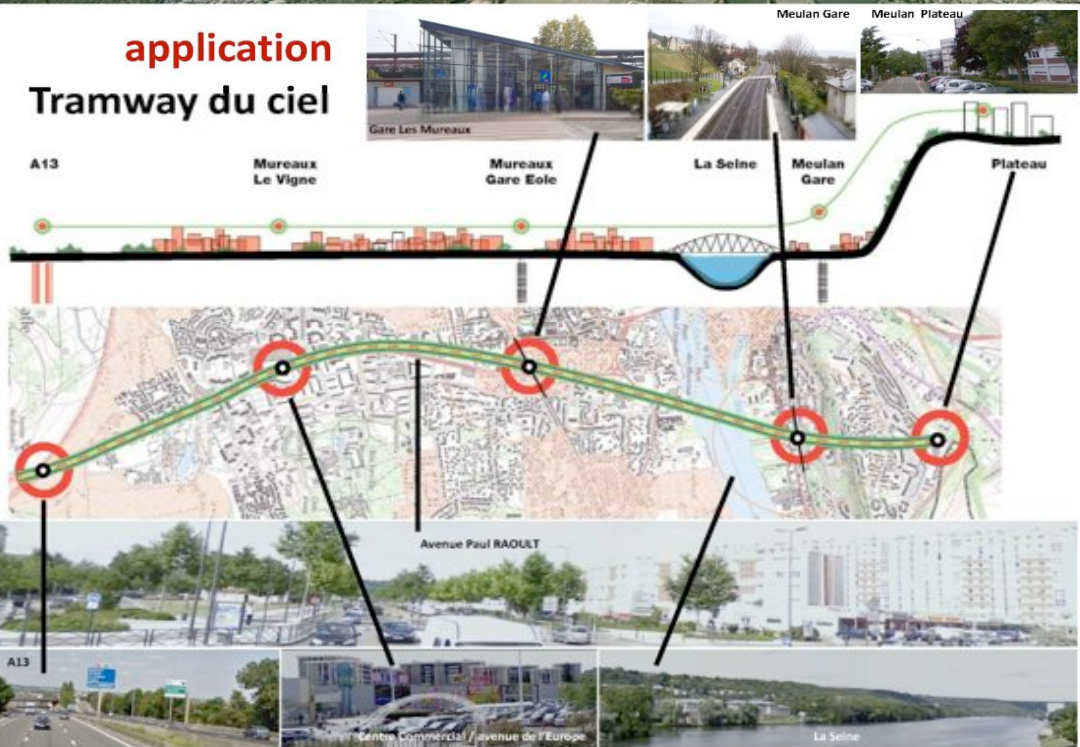 application
Tramway du ciel
Gare Les Mureaux
Meulan Gare
Meulan Plateau
A13
Mureaux
Le Vigne
Mureaux
Gare Eole
La Seine
Meulan
Gare
Plateau
Avenue Paul RAOULT
A13
Centre Commercial / avenue de l'Europe
La Seine